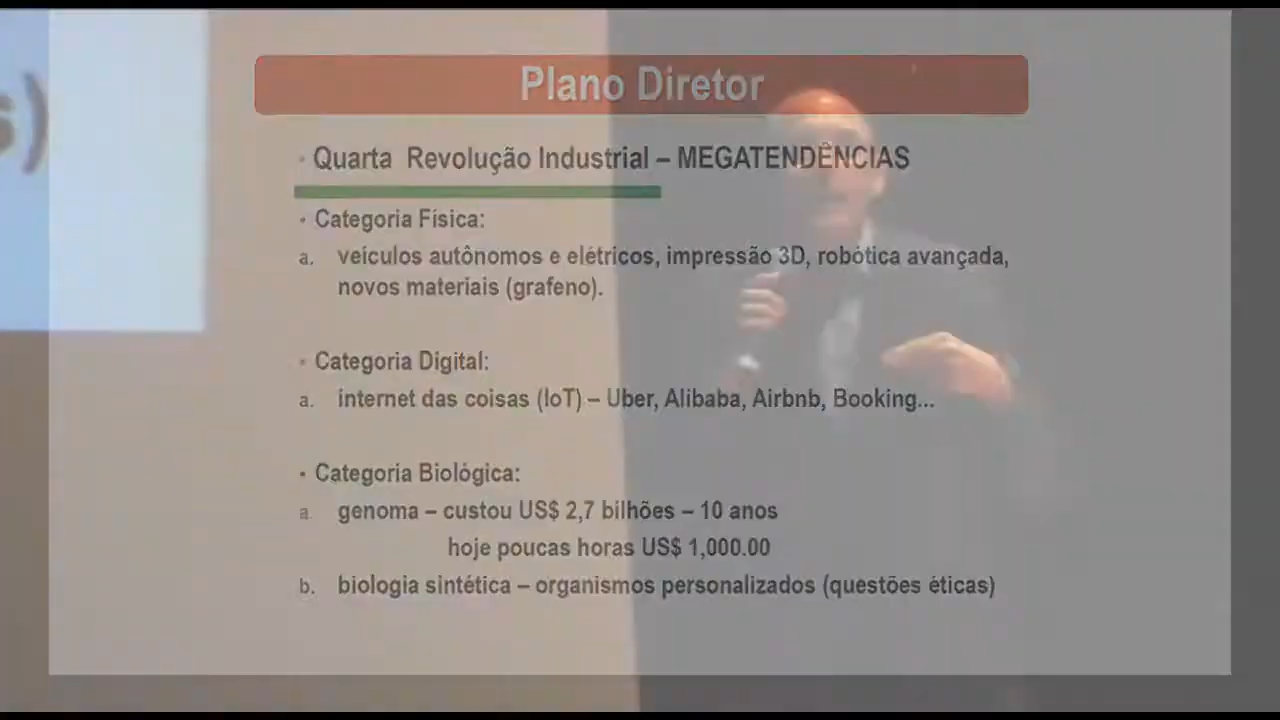 s)
Plano Diretor
• Quarta Revolução Industrial – MEGATENDÊNCIAS
• Categoria Física:
a. veículos autônomos e elétricos, impressão 3D, robótica avançada,
novos materiais (grafeno).
• Categoria Digital:
a. internet das coisas (IoT) – Uber, Alibaba, Airbnb, Booking...
• Categoria Biológica:
a. genoma – custou US$ 2,7 bilhões – 10 anos
hoje poucas horas US$ 1,000.00
b. biologia sintética – organismos personalizados (questões éticas)